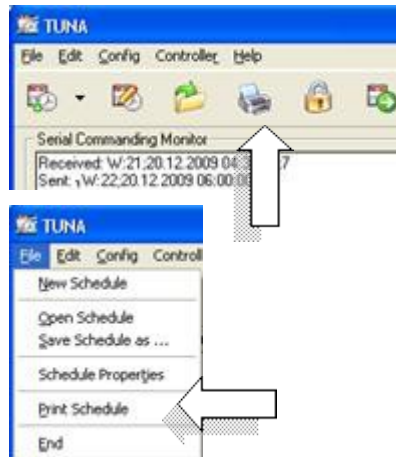 TUNA
File Edit Config Controller Help
Serial Commanding Monitor
Received: W:21;20.12.2009 04:
Sent: W:22;20.12.2009 06:00:00
TUNA
File Edit Config Control
New Schedule
Open Schedule
Save Schedule as ...
Schedule Properties
Print Schedule
End